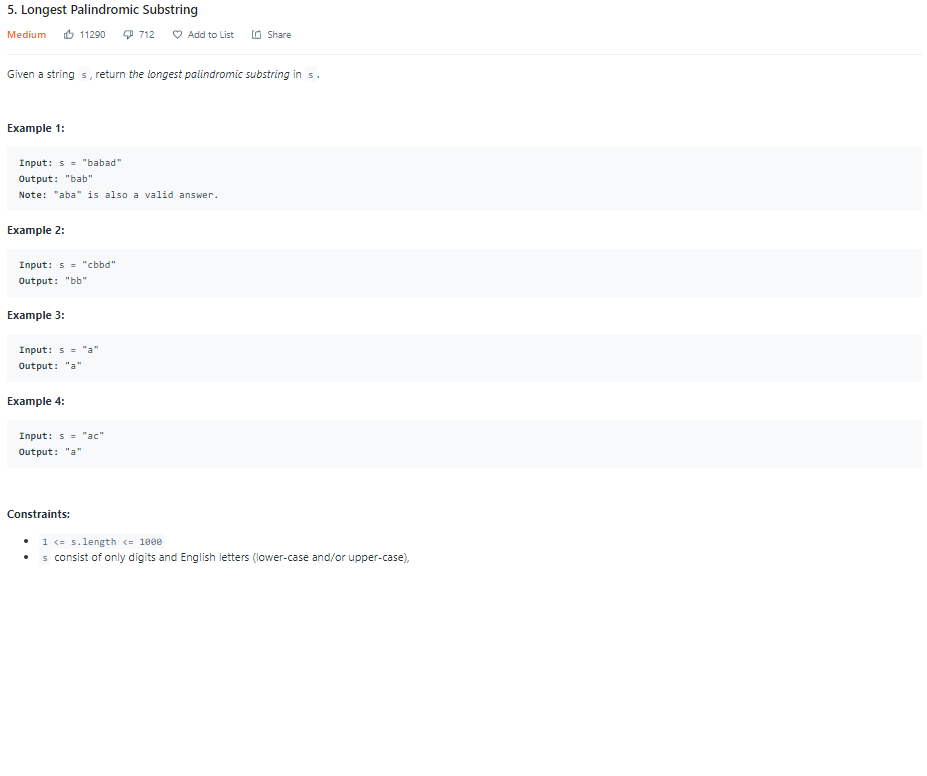 5. Longest Palindromic Substring
Medium 11290 712 Add to List Share
Given a string s, return the longest palindromic substring in s.
Example 1:
Input: s = "babad"
Output: "bab"
Note: "aba" is also a valid answer.
Example 2:
Input: s = "cbbd"
Output: "bb"
Example 3:
Input: s = "a"
Output: "a"
Example 4:
Input: s = "ac"
Output: "a"
Constraints:
• 1 <= s.length <= 1000
• s consist of only digits and English letters (lower-case and/or upper-case),